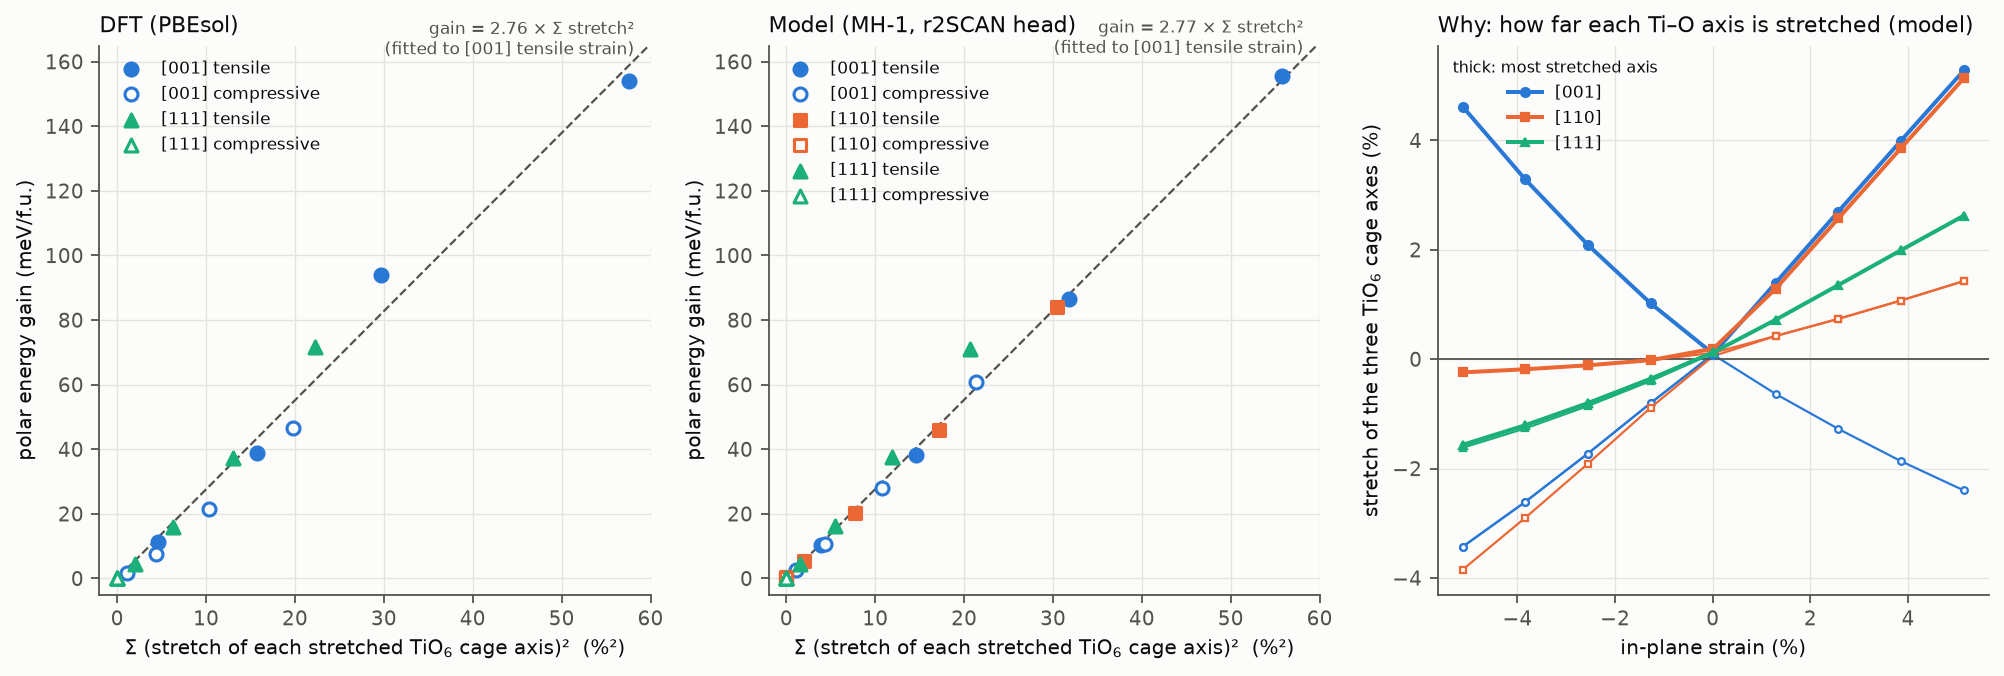 DFT (PBEsol)
gain = 2.76 × Σ stretch²
(fitted to [001] tensile strain)
[001] tensile
[001] compressive
[111] tensile
[111] compressive
polar energy gain (meV/f.u.)
160
140
120
100
80
60
40
20
0
0 10 20 30 40 50 60
Σ (stretch of each stretched TiO₆ cage axis)² (%²)
Model (MH-1, r2SCAN head)
gain = 2.77 × Σ stretch²
(fitted to [001] tensile strain)
[001] tensile
[001] compressive
[110] tensile
[110] compressive
[111] tensile
[111] compressive
polar energy gain (meV/f.u.)
160
140
120
100
80
60
40
20
0
0 10 20 30 40 50 60
Σ (stretch of each stretched TiO₆ cage axis)² (%²)
Why: how far each Ti–O axis is stretched (model)
thick: most stretched axis
[001]
[110]
[111]
stretch of the three TiO₆ cage axes (%)
4
2
0
−2
−4
−4 −2 0 2 4
in-plane strain (%)